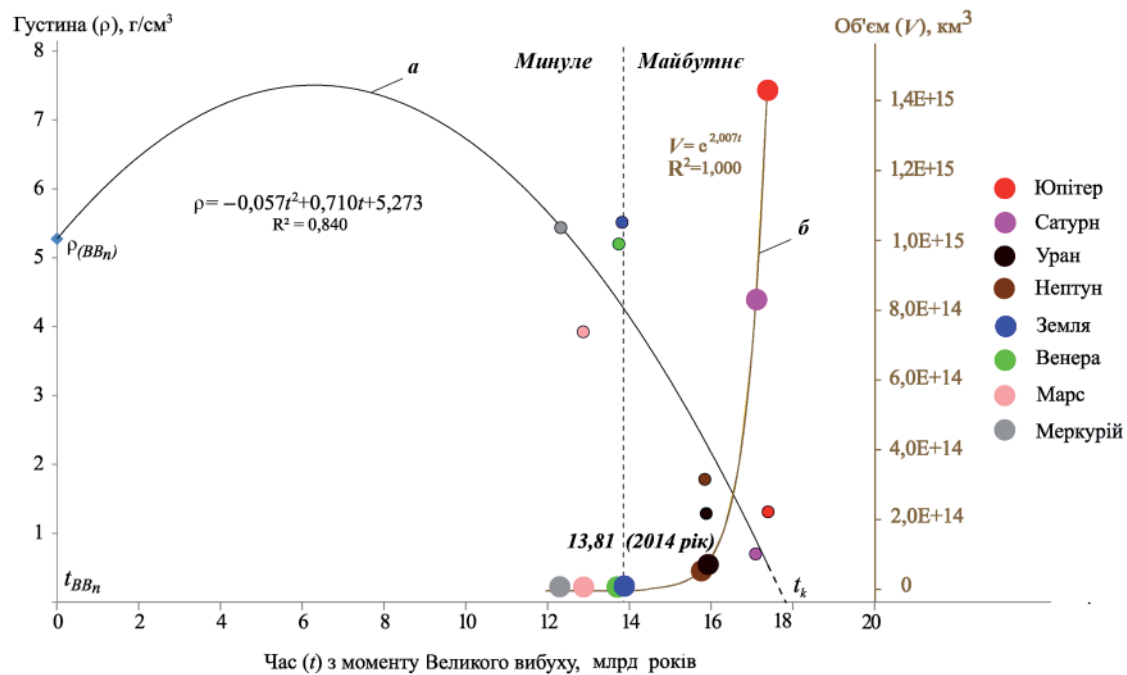 Густина (ρ), г/см³
Об'єм (V), км³
8
7
6
5
4
3
2
1
а
Минуле
Майбутнє
1,4E+15
1,2E+15
1,0E+15
8,0E+14
6,0E+14
4,0E+14
2,0E+14
0
V= e^2,007t
R²=1,000
ρ= −0,057t²+0,710t+5,273
R² = 0,840
ρ(BBn)
б
Юпітер
Сатурн
Уран
Нептун
Земля
Венера
Марс
Меркурій
13,81 (2014 рік)
tBBn
tk
0 2 4 6 8 10 12 14 16 18 20
Час (t) з моменту Великого вибуху, млрд років